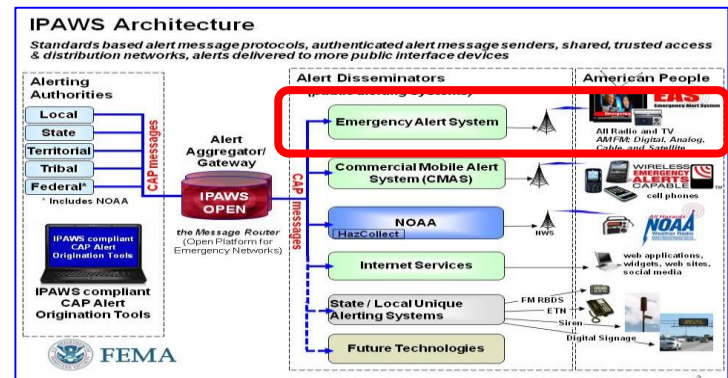 IPAWS Architecture
Standards based alert message protocols, authenticated alert message senders, shared, trusted access
& distribution networks, alerts delivered to more public interface devices
Alerting
Authorities
Local
State
Territorial
Tribal
Federal*
* Includes NOAA
CAP messages
IPAWS compliant
CAP Alert
Origination Tools
IPAWS compliant
CAP Alert
Origination Tools
FEMA
Alert
Aggregator/
Gateway
IPAWS
OPEN
the Message Router
(Open Platform for
Emergency Networks)
CAP messages
Alert Disseminators
(public alerting systems)
Emergency Alert System
Commercial Mobile Alert
System (CMAS)
NOAA
HazCollect
NWS
Internet Services
State / Local Unique
Alerting Systems
FM RBDS
ETN
Siren
Digital Signage
Future Technologies
American People
EAS
Emergency Alert System
All Radio and TV
AM FM; Digital, Analog,
Cable, and Satellite
WIRELESS
EMERGENCY
ALERTS
CAPABLE
cell phones
All Hazards
NOAA
Weather Radio
web applications,
widgets, web sites,
social media